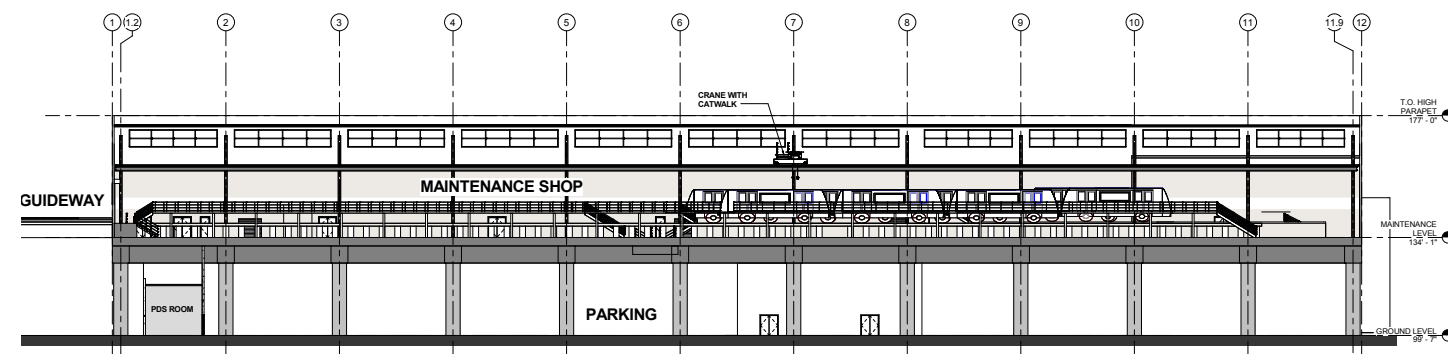 1
1.2
2
3
4
5
6
7
8
9
10
11
11.9
12
CRANE WITH
CATWALK
T.O. HIGH
PARAPET
177' - 0"
MAINTENANCE SHOP
GUIDEWAY
MAINTENANCE
LEVEL
134' - 1"
PDS ROOM
PARKING
GROUND LEVEL
99' - 7"